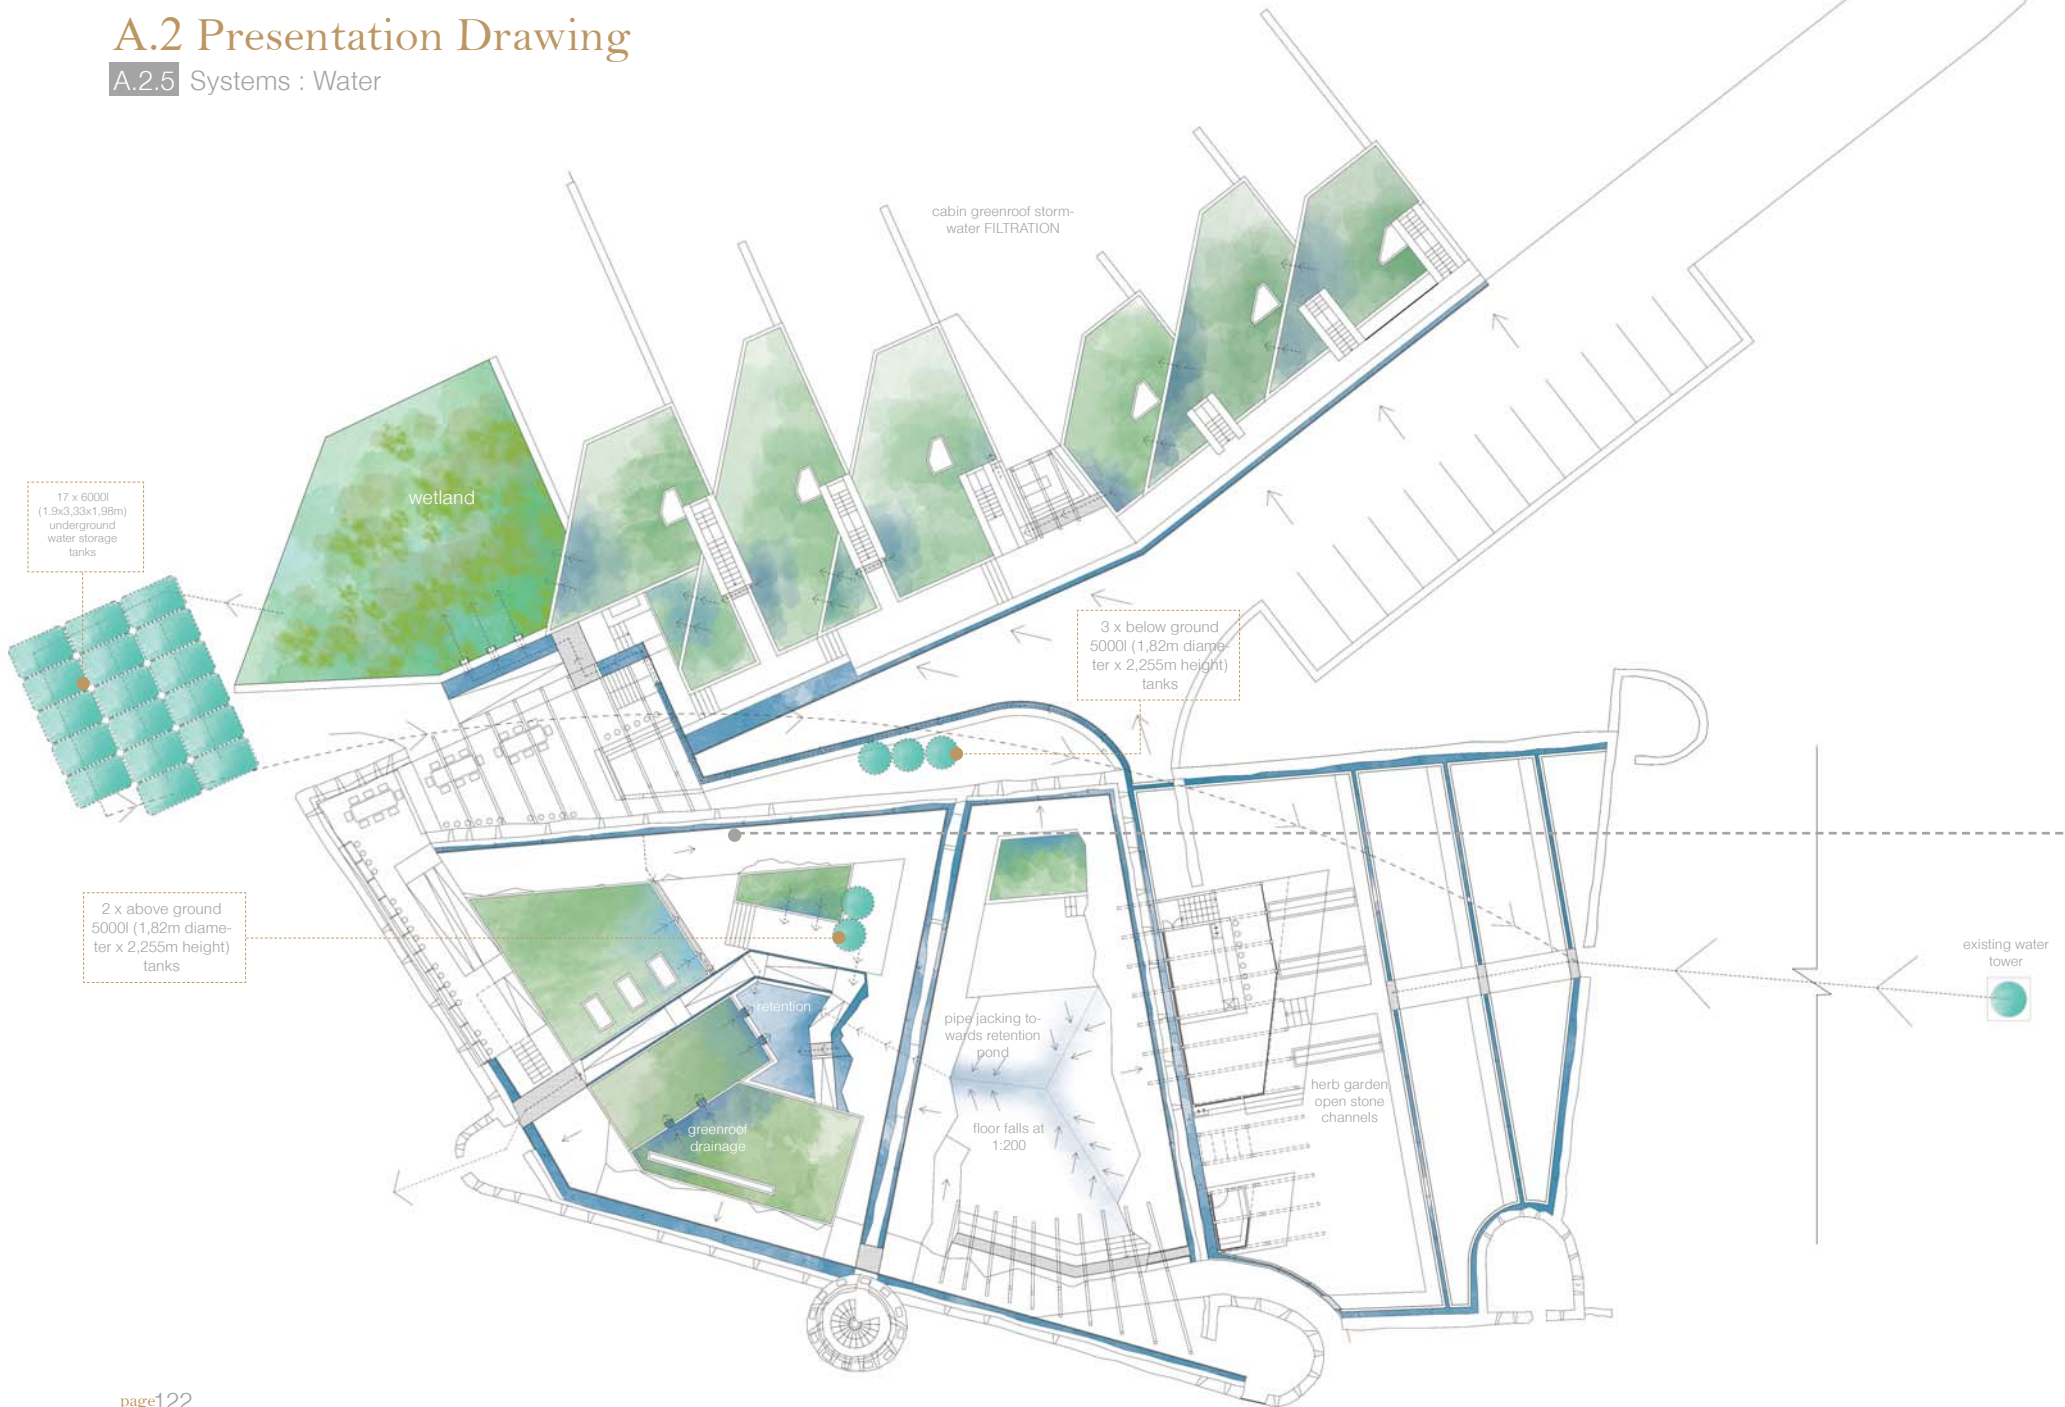 A.2 Presentation Drawing
A.2.5 Systems : Water
cabin greenroof storm-
water FILTRATION
wetland
17 x 6000l
(1.9x3,33x1,98m)
underground
water storage
tanks
3 x below ground
5000l (1,82m diame-
ter x 2,255m height)
tanks
2 x above ground
5000l (1,82m diame-
ter x 2,255m height)
tanks
existing water
tower
retention
pipe jacking to-
wards retention
pond
herb garden
open stone
channels
greenroof
drainage
floor falls at
1:200
page122